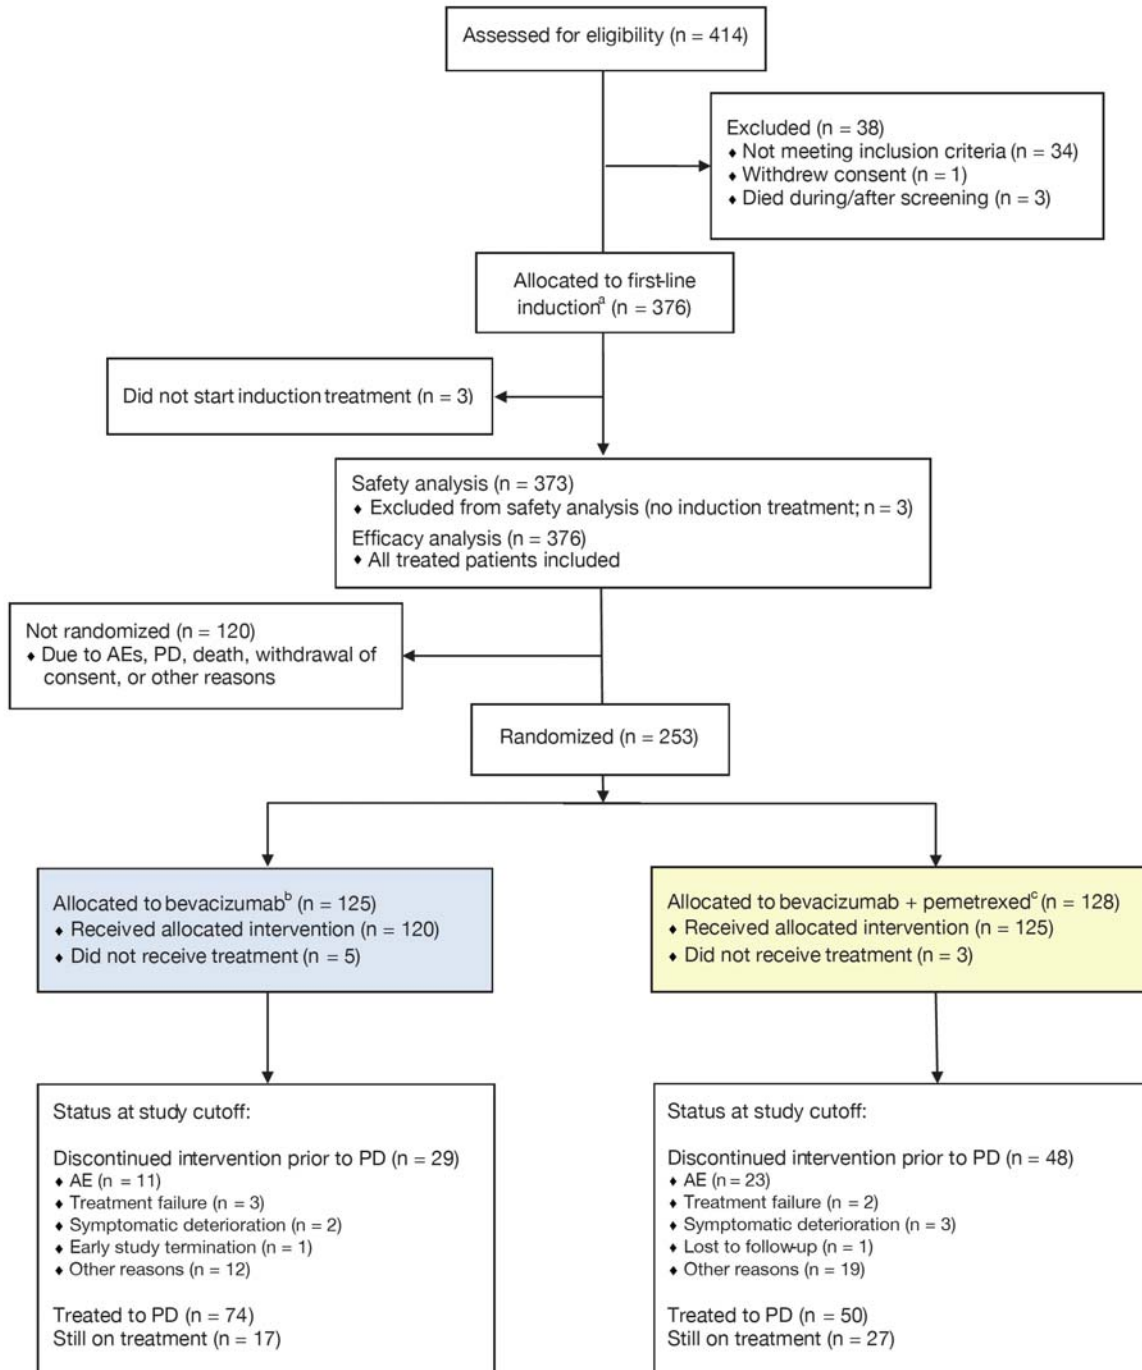 Assessed for eligibility (n = 414)
Excluded (n = 38)
♦ Not meeting inclusion criteria (n = 34)
♦ Withdrew consent (n = 1)
♦ Died during/after screening (n = 3)
Allocated to first-line
inductionᵃ (n = 376)
Did not start induction treatment (n = 3)
Safety analysis (n = 373)
♦ Excluded from safety analysis (no induction treatment; n = 3)
Efficacy analysis (n = 376)
♦ All treated patients included
Not randomized (n = 120)
♦ Due to AEs, PD, death, withdrawal of
consent, or other reasons
Randomized (n = 253)
Allocated to bevacizumabᵇ (n = 125)
♦ Received allocated intervention (n = 120)
♦ Did not receive treatment (n = 5)
Allocated to bevacizumab + pemetrexedᶜ (n = 128)
♦ Received allocated intervention (n = 125)
♦ Did not receive treatment (n = 3)
Status at study cutoff:
Discontinued intervention prior to PD (n = 29)
♦ AE (n = 11)
♦ Treatment failure (n = 3)
♦ Symptomatic deterioration (n = 2)
♦ Early study termination (n = 1)
♦ Other reasons (n = 12)
Treated to PD (n = 74)
Still on treatment (n = 17)
Status at study cutoff:
Discontinued intervention prior to PD (n = 48)
♦ AE (n = 23)
♦ Treatment failure (n = 2)
♦ Symptomatic deterioration (n = 3)
♦ Lost to follow-up (n = 1)
♦ Other reasons (n = 19)
Treated to PD (n = 50)
Still on treatment (n = 27)